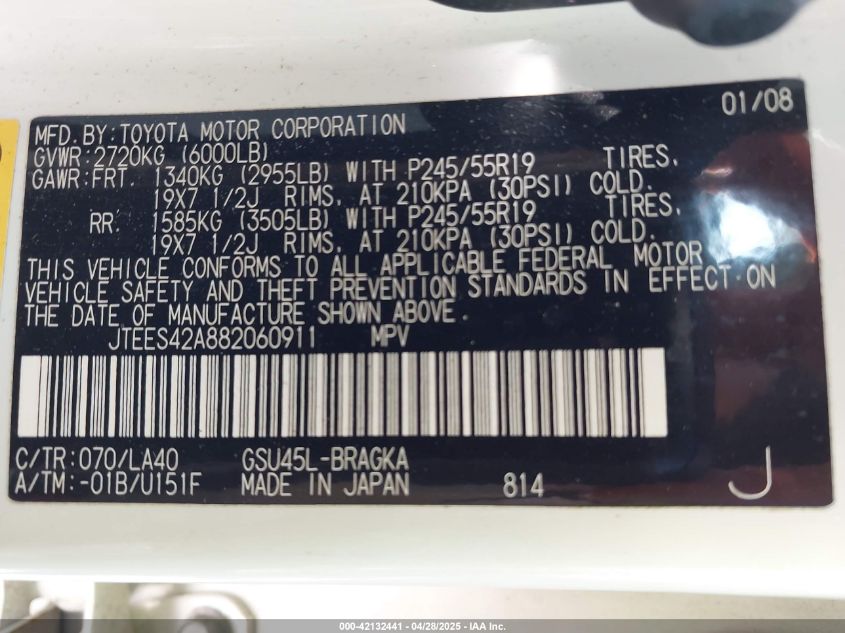 01/08
MFD. BY: TOYOTA MOTOR CORPORATION
GVWR: 2720KG (6000LB)
GAWR: FRT. 1340KG (2955LB) WITH P245/55R19 TIRES,
19X7 1/2J RIMS, AT 210KPA (30PSI) COLD.
RR. 1585KG (3505LB) WITH P245/55R19 TIRES,
19X7 1/2J RIMS, AT 210KPA (30PSI) COLD.
THIS VEHICLE CONFORMS TO ALL APPLICABLE FEDERAL MOTOR
VEHICLE SAFETY AND THEFT PREVENTION STANDARDS IN EFFECT ON
THE DATE OF MANUFACTURE SHOWN ABOVE.
JTEES42A882060911 MPV
C/TR: 070/LA40 GSU45L-BRAGKA
A/TM: -01B/U151F MADE IN JAPAN 814 J
000-42132441 - 04/28/2025 - IAA Inc.